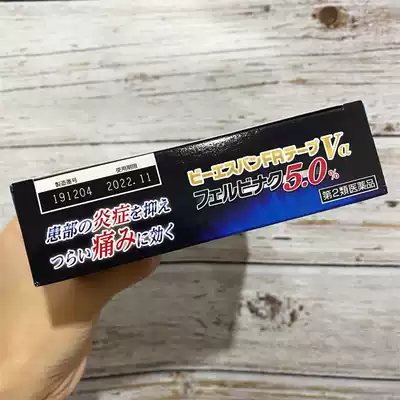 製造番号
191204
使用期限
2022.11
ビーエスバンFRテープVα
フェルビナク5.0%
第2類医薬品
患部の炎症を抑え
つらい痛みに効く